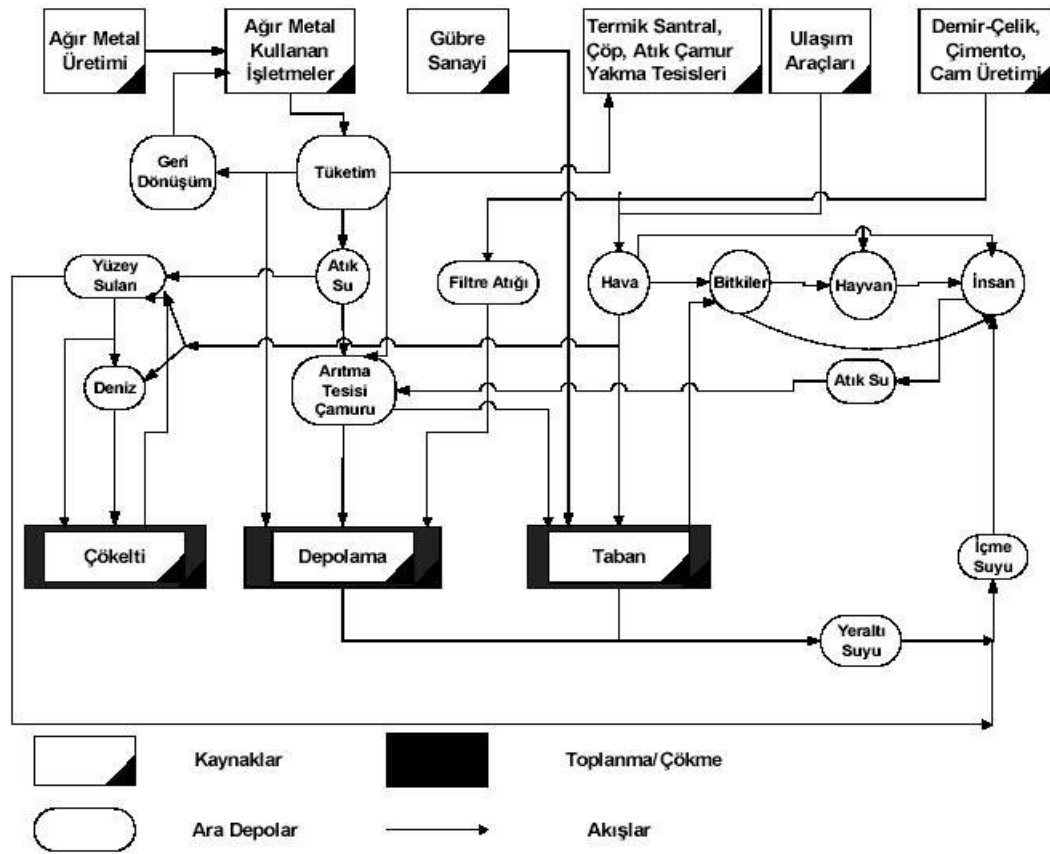 Ağır Metal
Üretimi
Ağır Metal
Kullanan
İşletmeler
Gübre
Sanayi
Termik Santral,
Çöp, Atık Çamur
Yakma Tesisleri
Ulaşım
Araçları
Demir-Çelik,
Çimento,
Cam Üretimi
Geri
Dönüşüm
Tüketim
Yüzey
Suları
Atık
Su
Filtre Atığı
Hava
Bitkiler
Hayvan
İnsan
Deniz
Arıtma
Tesisi
Çamuru
Atık Su
Çökelti
Depolama
Taban
İçme
Suyu
Yeraltı
Suyu
Kaynaklar
Toplanma/Çökme
Ara Depolar
Akışlar